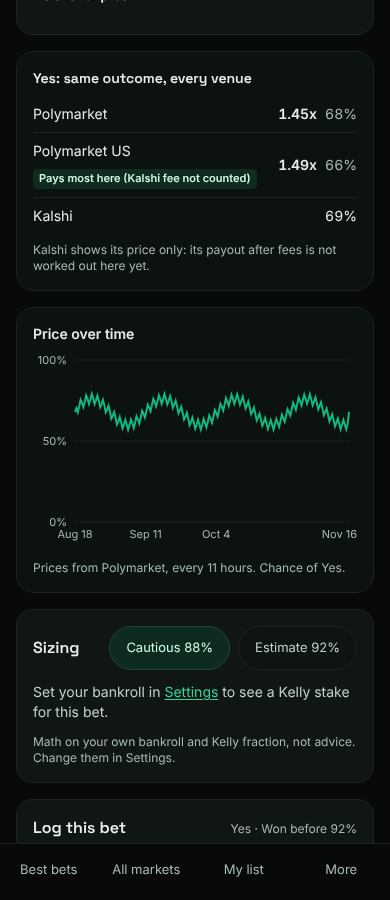 Yes: same outcome, every venue
Polymarket 1.45x 68%
Polymarket US
Pays most here (Kalshi fee not counted)
1.49x 66%
Kalshi 69%
Kalshi shows its price only: its payout after fees is not
worked out here yet.
Price over time
100%
50%
0%
Aug 18 Sep 11 Oct 4 Nov 16
Prices from Polymarket, every 11 hours. Chance of Yes.
Sizing Cautious 88% Estimate 92%
Set your bankroll in Settings to see a Kelly stake
for this bet.
Math on your own bankroll and Kelly fraction, not advice.
Change them in Settings.
Log this bet Yes · Won before 92%
Best bets All markets My list More